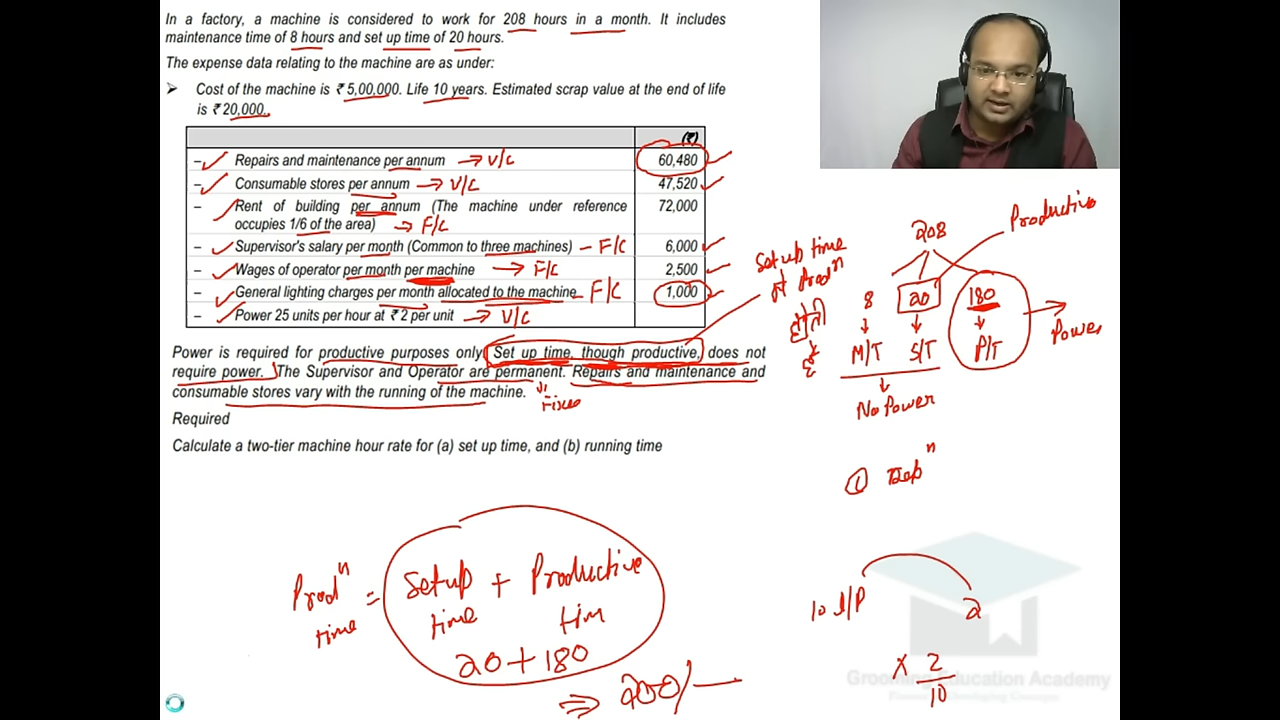 In a factory, a machine is considered to work for 208 hours in a month. It includes
maintenance time of 8 hours and set up time of 20 hours.
The expense data relating to the machine are as under:
➤ Cost of the machine is ₹ 5,00,000. Life 10 years. Estimated scrap value at the end of life
is ₹ 20,000.
(₹)
– Repairs and maintenance per annum → V/C 60,480
– Consumable stores per annum → V/C 47,520
– Rent of building per annum (The machine under reference 72,000
occupies 1/6 of the area) → F/C
– Supervisor's salary per month (Common to three machines) – F/C 6,000
– Wages of operator per month per machine → F/C 2,500
– General lighting charges per month allocated to the machine – F/C 1,000
– Power 25 units per hour at ₹ 2 per unit → V/C
Power is required for productive purposes only. Set up time, though productive, does not
require power. The Supervisor and Operator are permanent. Repairs and maintenance and
consumable stores vary with the running of the machine.
Required
Calculate a two-tier machine hour rate for (a) set up time, and (b) running time
Productive
208
8 20 180
M/T S/T P/T
Power
No Power
Set up time
Prodⁿ
① Depⁿ
Prodⁿ time = Setup time + Productive tim
20 + 180
⇒ 200/-
10 I/P 2
× 2/10
Grooming Education Academy